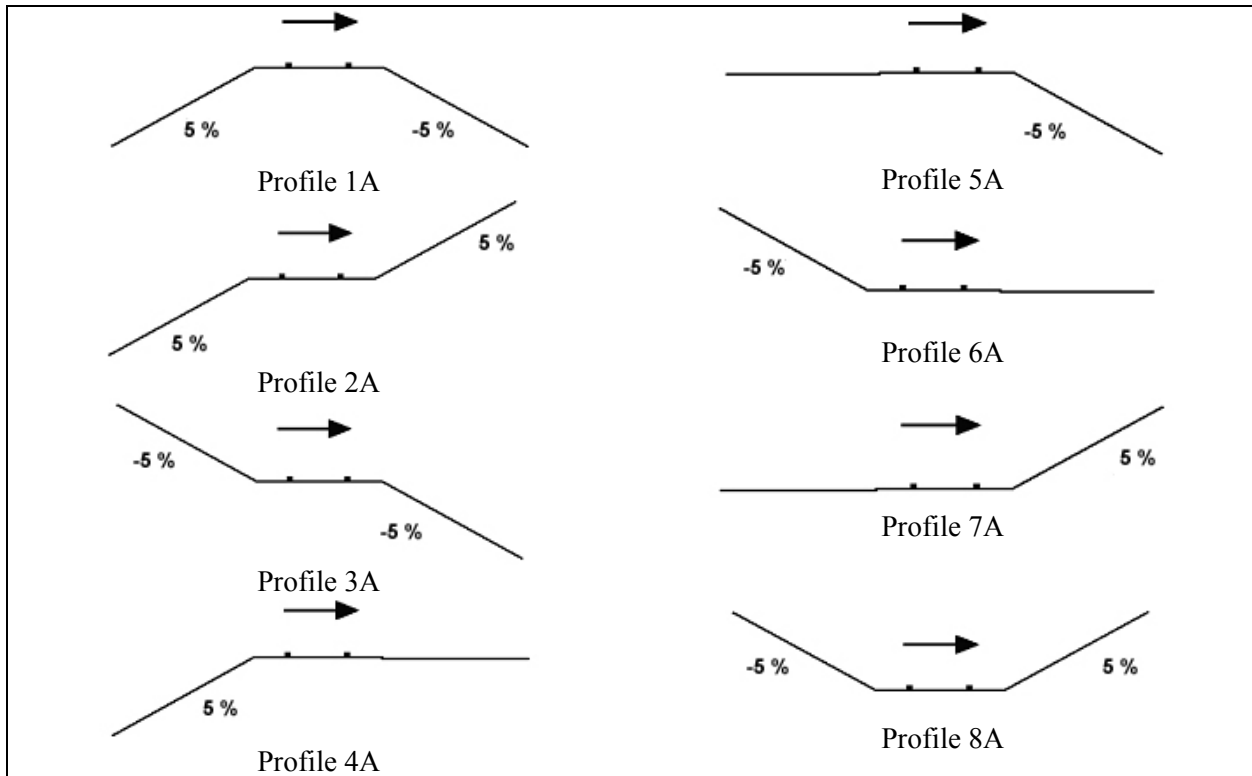 5 %
-5 %
Profile 1A
5 %
5 %
Profile 2A
-5 %
-5 %
Profile 3A
5 %
Profile 4A
-5 %
Profile 5A
-5 %
Profile 6A
5 %
Profile 7A
-5 %
5 %
Profile 8A